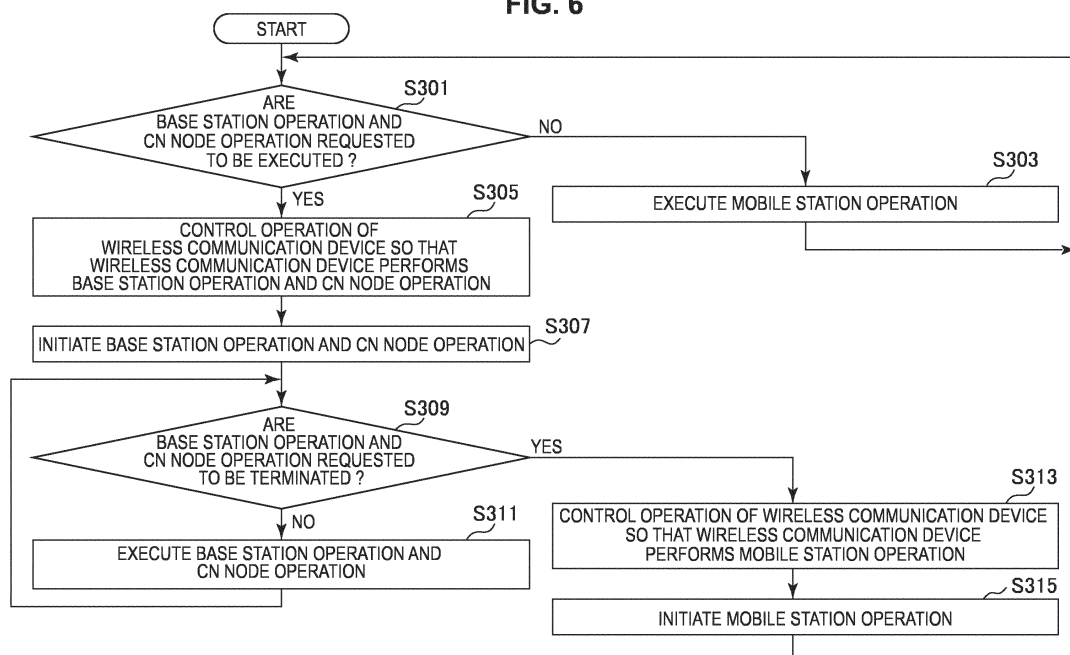 FIG. 6
START
S301
ARE
BASE STATION OPERATION AND
CN NODE OPERATION REQUESTED
TO BE EXECUTED ?
NO
YES
S303
EXECUTE MOBILE STATION OPERATION
S305
CONTROL OPERATION OF
WIRELESS COMMUNICATION DEVICE SO THAT
WIRELESS COMMUNICATION DEVICE PERFORMS
BASE STATION OPERATION AND CN NODE OPERATION
S307
INITIATE BASE STATION OPERATION AND CN NODE OPERATION
S309
ARE
BASE STATION OPERATION AND
CN NODE OPERATION REQUESTED
TO BE TERMINATED ?
YES
NO
S311
EXECUTE BASE STATION OPERATION AND
CN NODE OPERATION
S313
CONTROL OPERATION OF WIRELESS COMMUNICATION DEVICE
SO THAT WIRELESS COMMUNICATION DEVICE
PERFORMS MOBILE STATION OPERATION
S315
INITIATE MOBILE STATION OPERATION